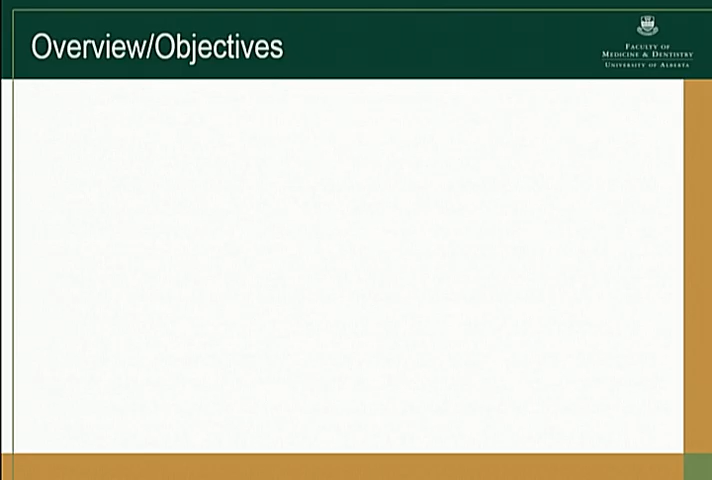 Overview/Objectives
FACULTY OF
MEDICINE & DENTISTRY
UNIVERSITY OF ALBERTA